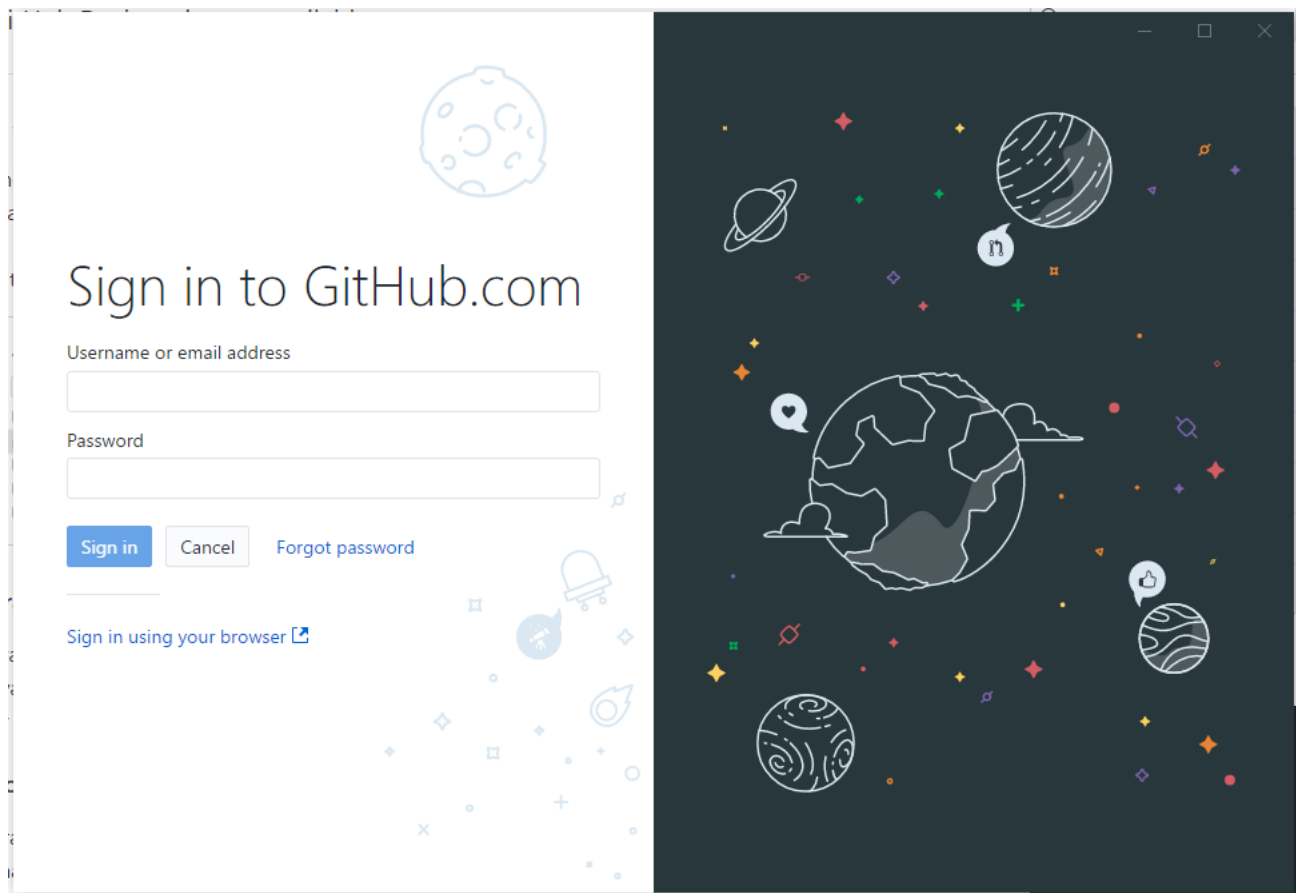 Sign in to GitHub.com
Username or email address
Password
Sign in Cancel Forgot password
Sign in using your browser